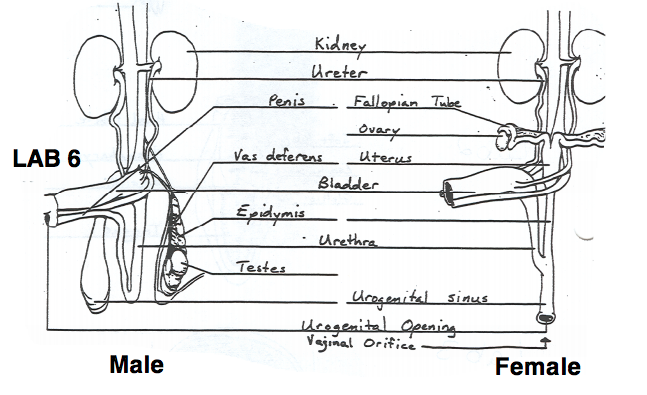 Kidney
Ureter
Penis Fallopian Tube
Ovary
LAB 6
Vas deferens Uterus
Bladder
Epidymis
Urethra
Testes
Urogenital sinus
Urogenital Opening
Vajinal Orifice
Male Female